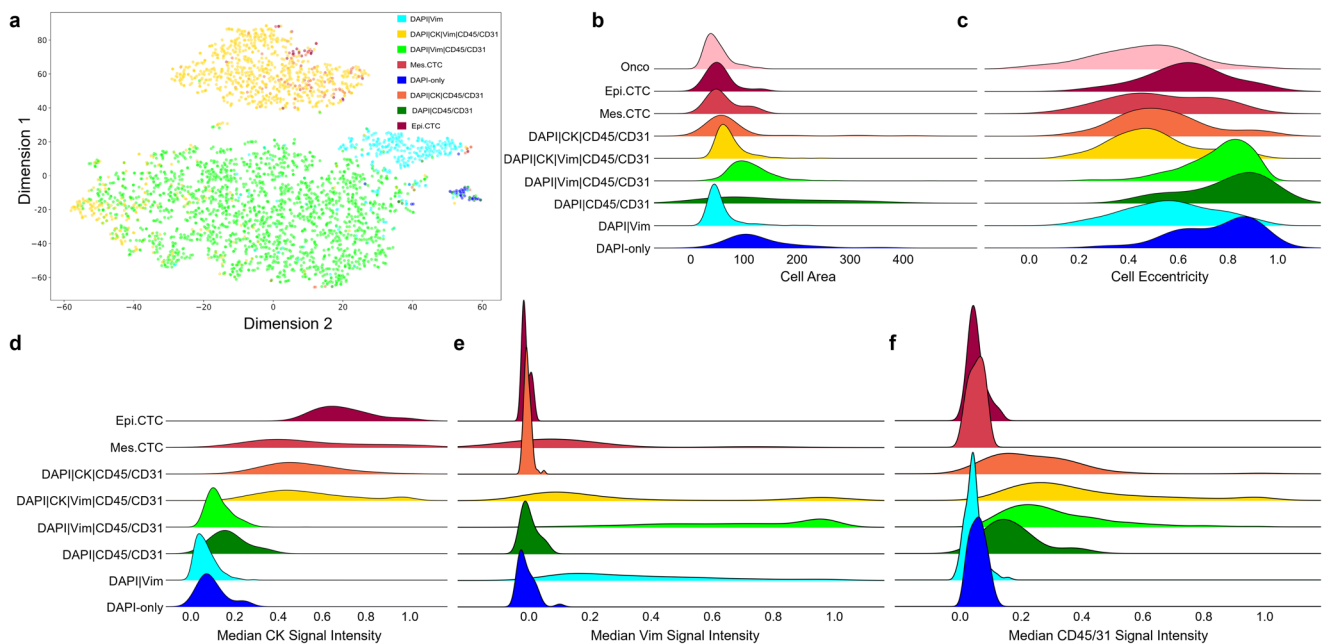 a
DAPI|Vim
DAPI|CK|Vim|CD45/CD31
DAPI|Vim|CD45/CD31
Mes.CTC
DAPI-only
DAPI|CK|CD45/CD31
DAPI|CD45/CD31
Epi.CTC
80
60
40
20
0
−20
−40
−60
Dimension 1
−60 −40 −20 0 20 40 60
Dimension 2
b
Onco
Epi.CTC
Mes.CTC
DAPI|CK|CD45/CD31
DAPI|CK|Vim|CD45/CD31
DAPI|Vim|CD45/CD31
DAPI|CD45/CD31
DAPI|Vim
DAPI-only
0 100 200 300 400
Cell Area
c
0.0 0.2 0.4 0.6 0.8 1.0
Cell Eccentricity
d
Epi.CTC
Mes.CTC
DAPI|CK|CD45/CD31
DAPI|CK|Vim|CD45/CD31
DAPI|Vim|CD45/CD31
DAPI|CD45/CD31
DAPI|Vim
DAPI-only
0.0 0.2 0.4 0.6 0.8 1.0
Median CK Signal Intensity
e
0.0 0.2 0.4 0.6 0.8 1.0
Median Vim Signal Intensity
f
0.0 0.2 0.4 0.6 0.8 1.0
Median CD45/31 Signal Intensity